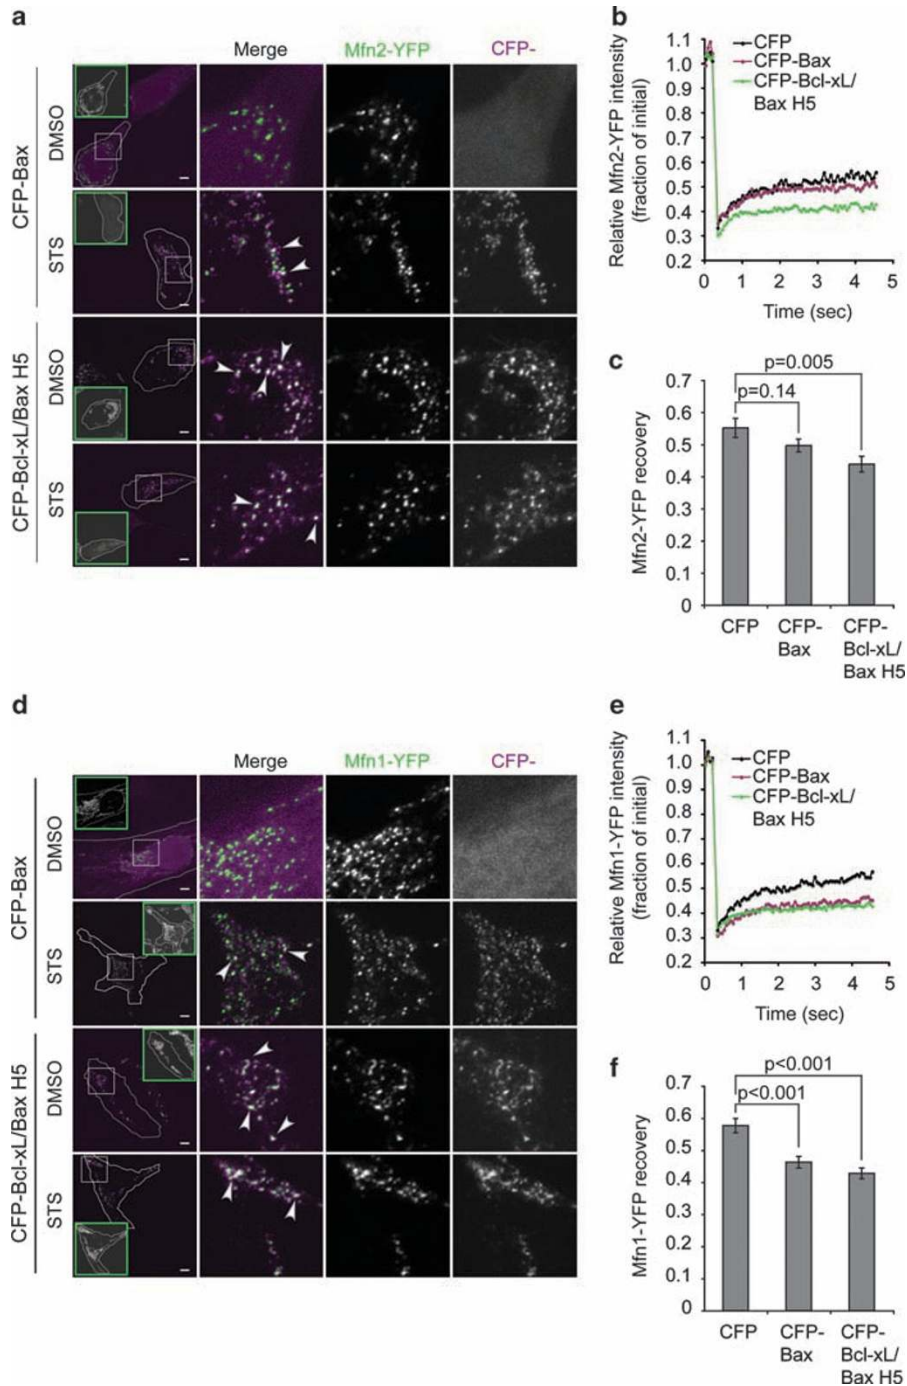 a
Merge Mfn2-YFP CFP-
CFP-Bax
DMSO
STS
CFP-Bcl-xL/Bax H5
DMSO
STS
b
Relative Mfn2-YFP intensity
(fraction of initial)
1.1
1.0
0.9
0.8
0.7
0.6
0.5
0.4
0.3
0.2
CFP
CFP-Bax
CFP-Bcl-xL/
Bax H5
0 1 2 3 4 5
Time (sec)
c
Mfn2-YFP recovery
0.7
0.6
0.5
0.4
0.3
0.2
0.1
0
p=0.005
p=0.14
CFP CFP- CFP-
Bax Bcl-xL/
Bax H5
d
Merge Mfn1-YFP CFP-
CFP-Bax
DMSO
STS
CFP-Bcl-xL/Bax H5
DMSO
STS
e
Relative Mfn1-YFP intensity
(fraction of initial)
1.1
1.0
0.9
0.8
0.7
0.6
0.5
0.4
0.3
0.2
CFP
CFP-Bax
CFP-Bcl-xL/
Bax H5
0 1 2 3 4 5
Time (sec)
f
Mfn1-YFP recovery
0.7
0.6
0.5
0.4
0.3
0.2
0.1
0
p<0.001
p<0.001
CFP CFP- CFP-
Bax Bcl-xL/
Bax H5